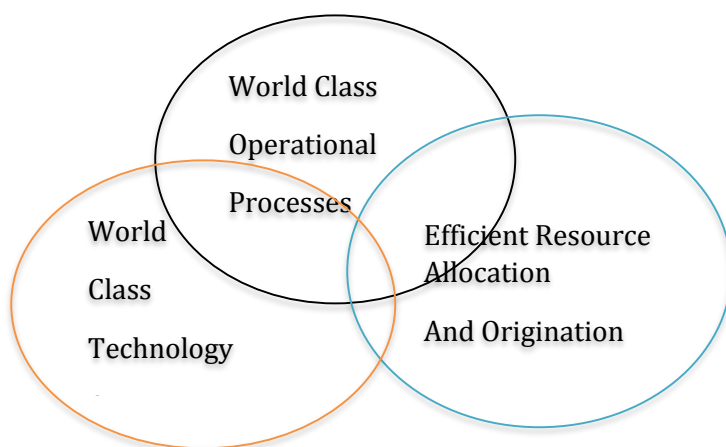 World Class
Operational
Processes
World
Class
Technology
Efficient Resource
Allocation
And Origination